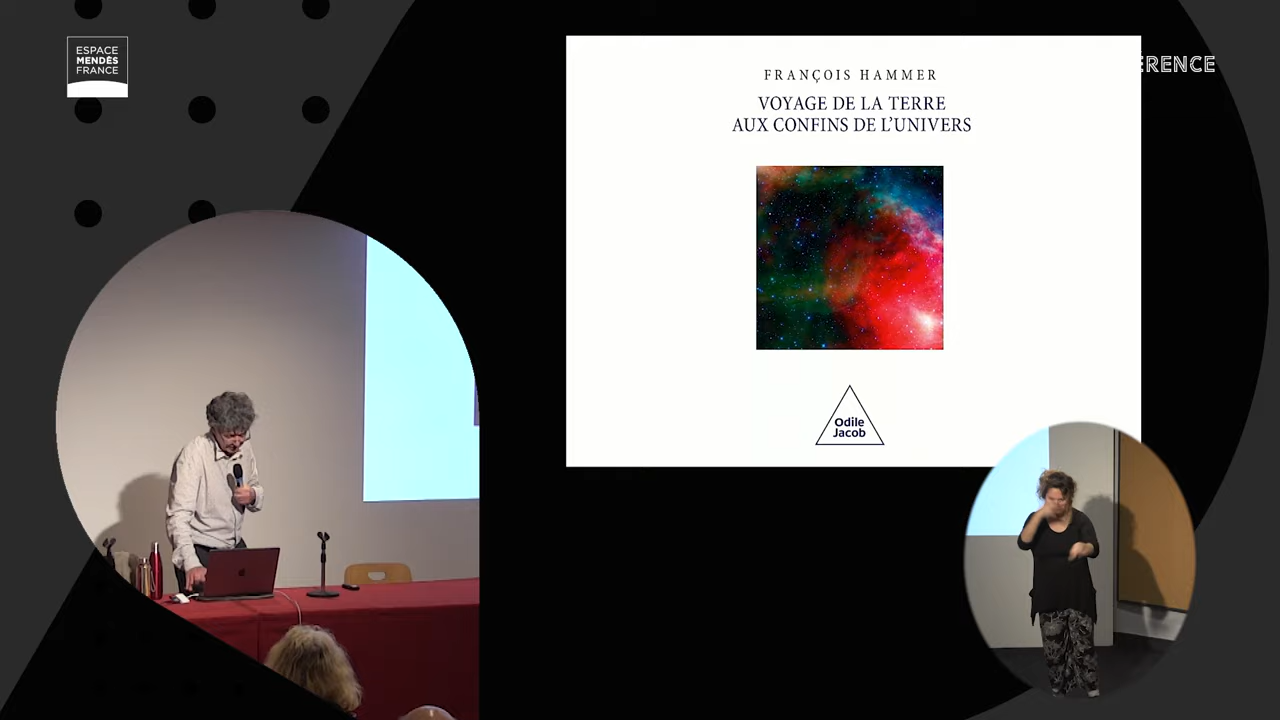 ESPACE
MENDÈS
FRANCE
ÉRENCE
FRANÇOIS HAMMER
VOYAGE DE LA TERRE
AUX CONFINS DE L'UNIVERS
Odile
Jacob